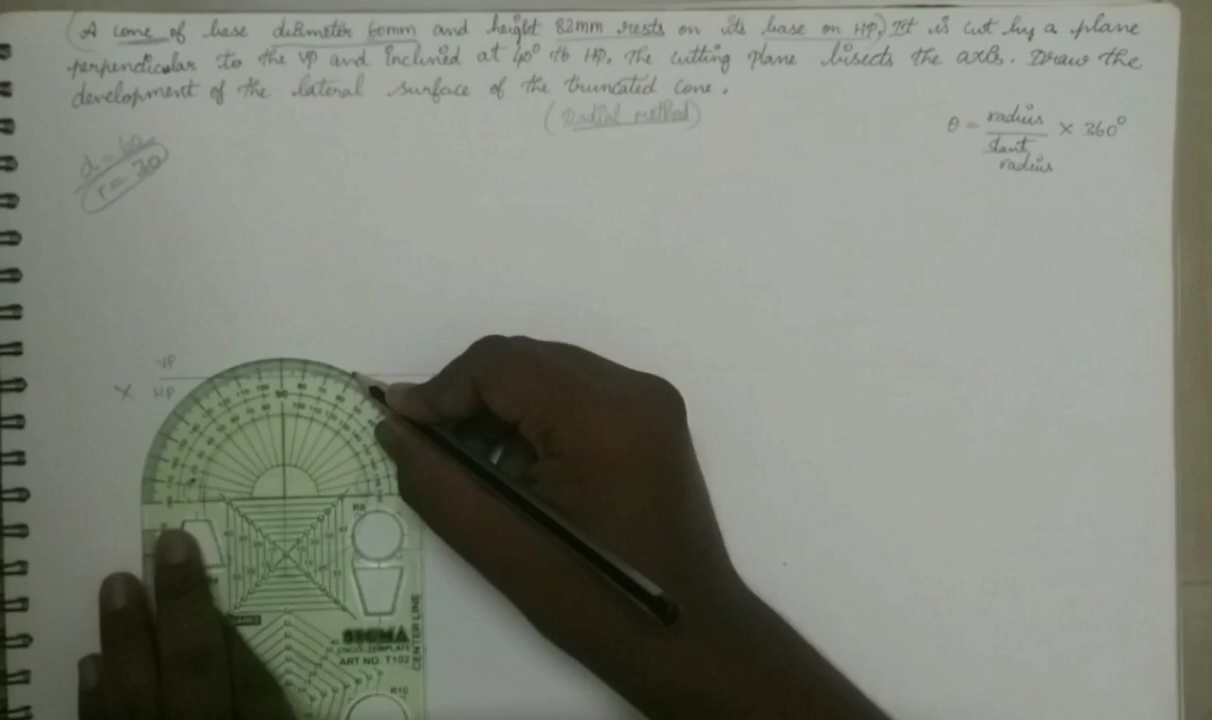 (A cone of base diameter 60mm and height 82mm rests on its base on HP). It is cut by a plane
perpendicular to the VP and inclined at 40° to HP. The cutting plane bisects the axis. Draw the
development of the lateral surface of the truncated cone.
(Radial method)
θ = radius / slant radius × 360°
d = 60
r = 30
VP
X HP
R8
SIGMA
ART NO: T102
CENTER LINE
R10